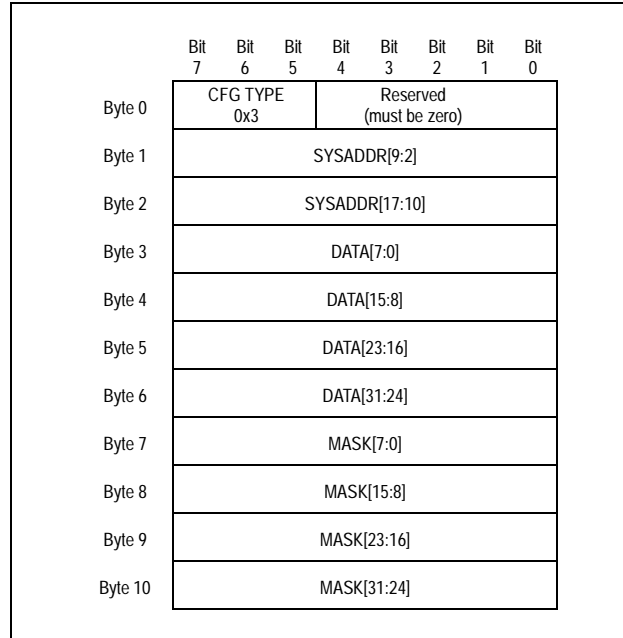 Bit Bit Bit Bit Bit Bit Bit Bit
7 6 5 4 3 2 1 0
Byte 0 CFG TYPE Reserved
0x3 (must be zero)
Byte 1 SYSADDR[9:2]
Byte 2 SYSADDR[17:10]
Byte 3 DATA[7:0]
Byte 4 DATA[15:8]
Byte 5 DATA[23:16]
Byte 6 DATA[31:24]
Byte 7 MASK[7:0]
Byte 8 MASK[15:8]
Byte 9 MASK[23:16]
Byte 10 MASK[31:24]